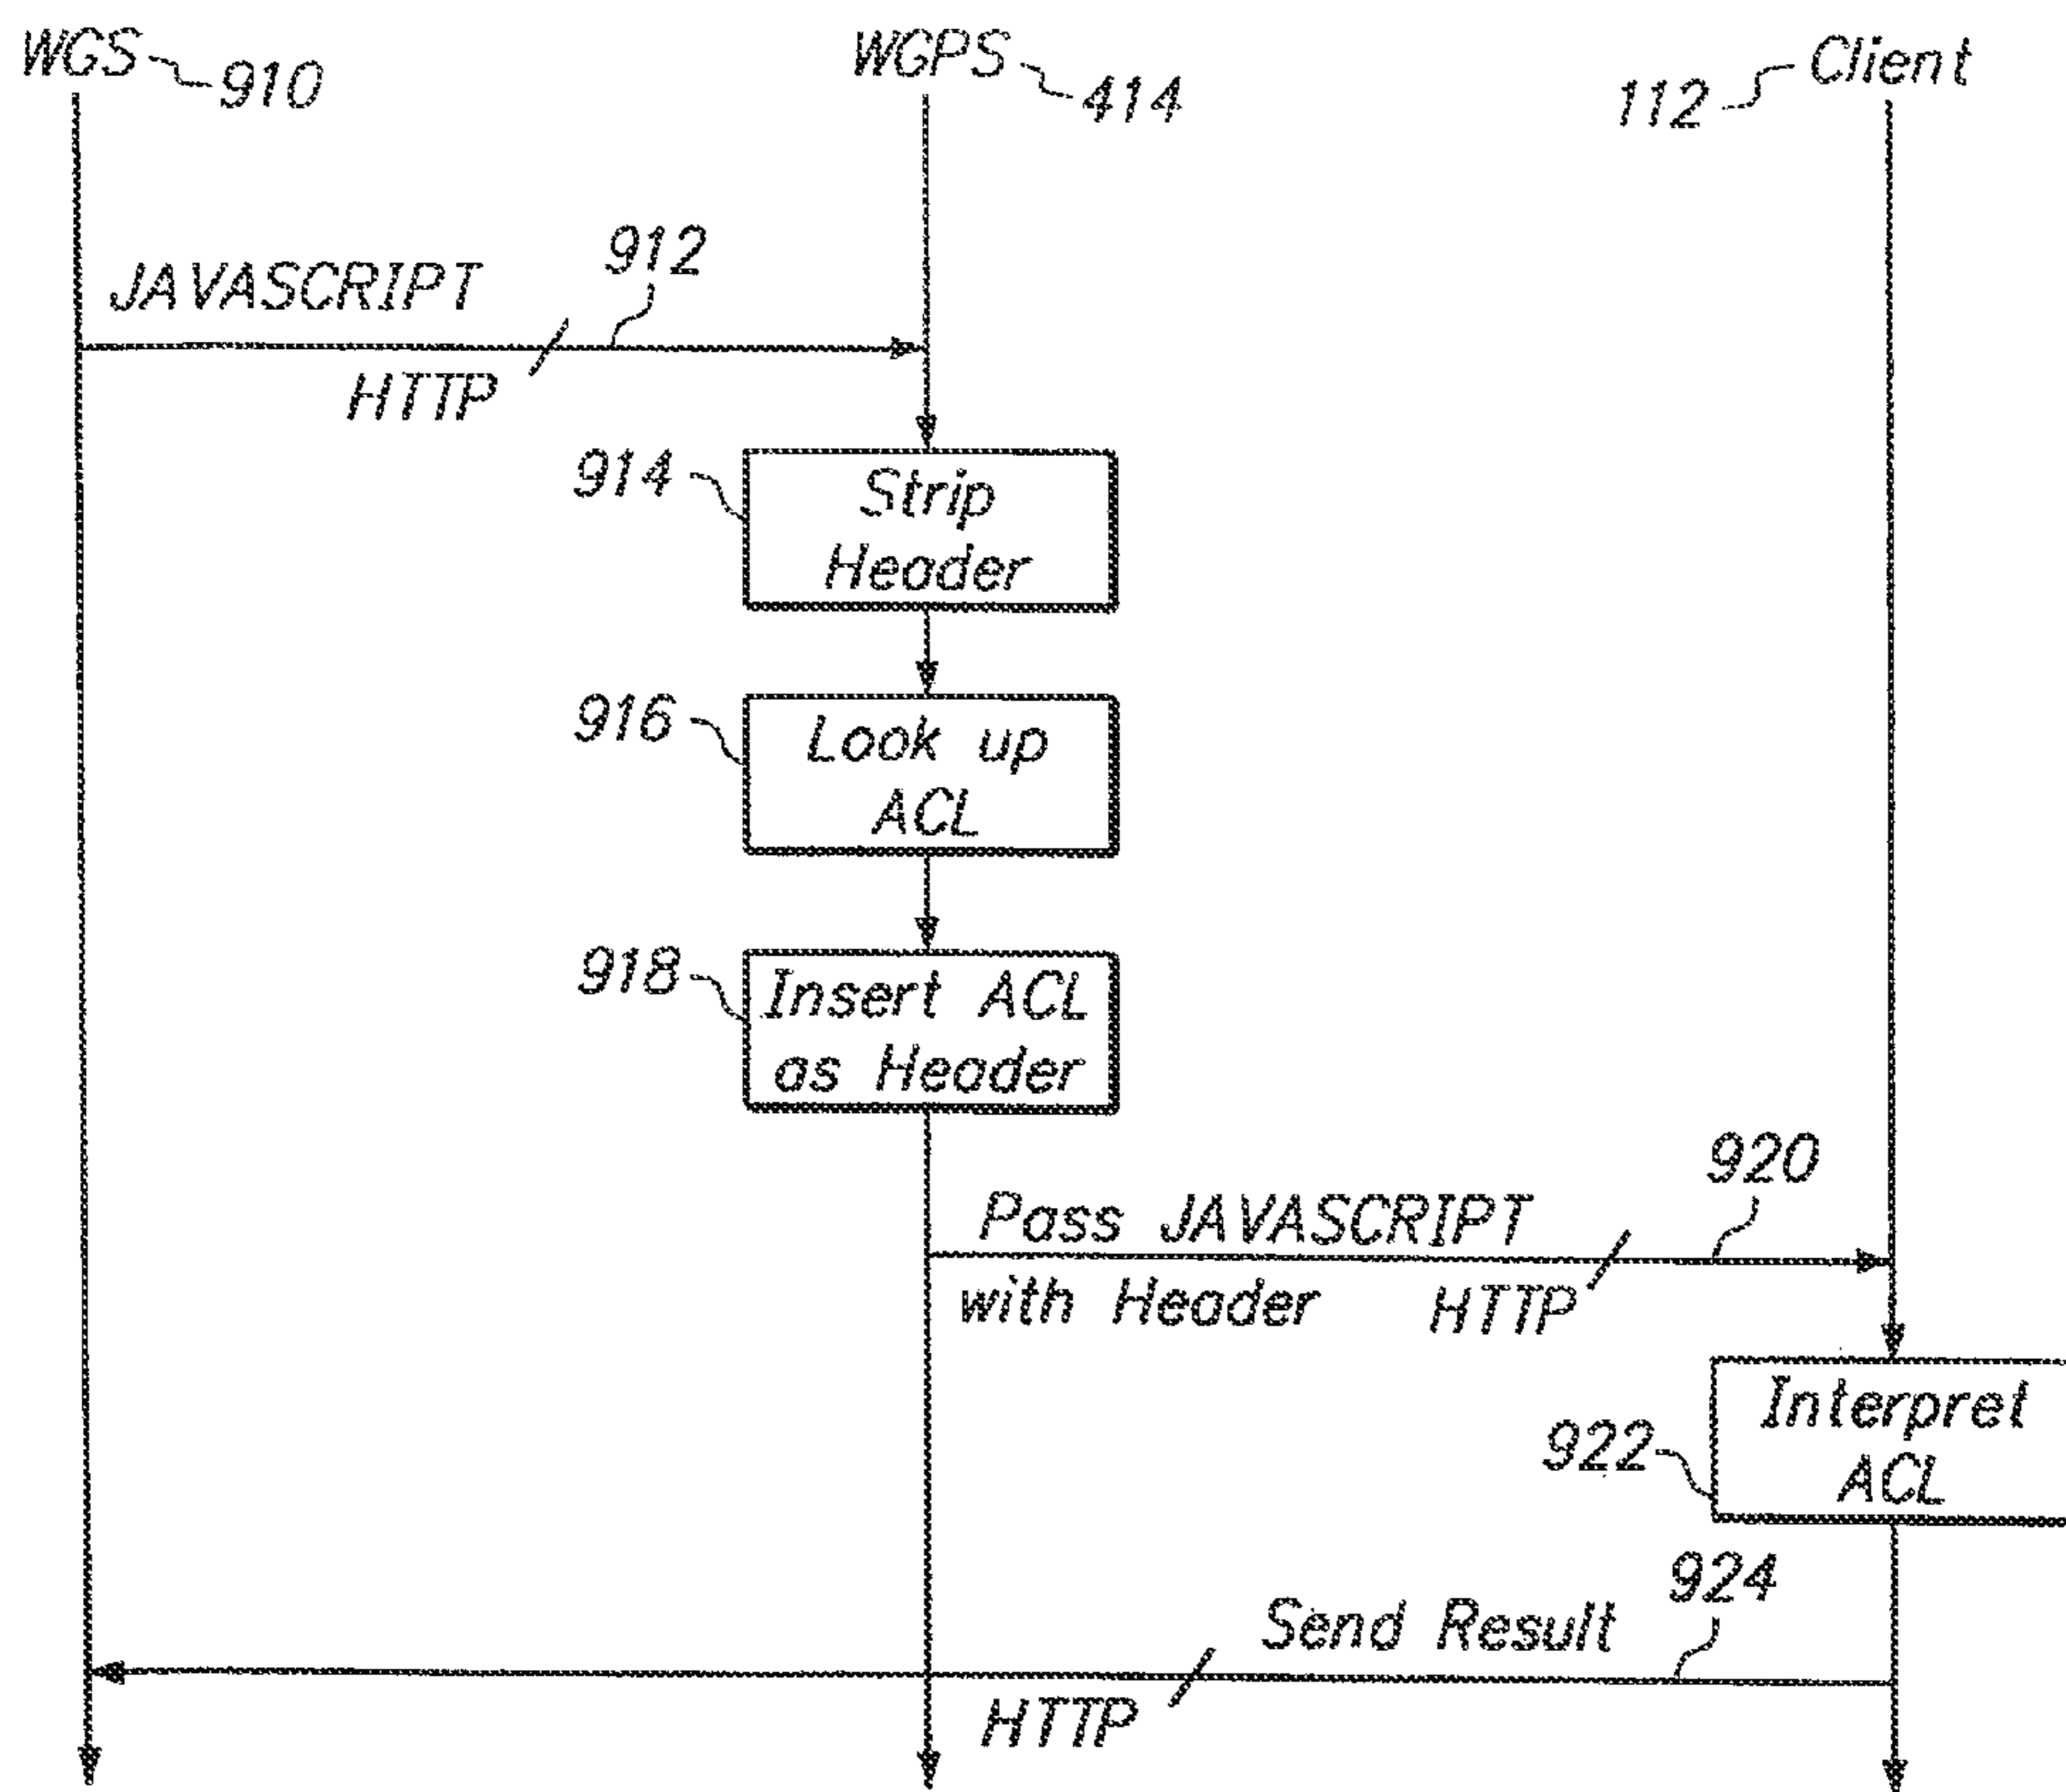 WGS 910
WGPS 414
112 Client
912
JAVASCRIPT
HTTP
914
Strip
Header
916
Look up
ACL
918
Insert ACL
as Header
920
Pass JAVASCRIPT
with Header HTTP
Interpret
922
ACL
924
Send Result
HTTP